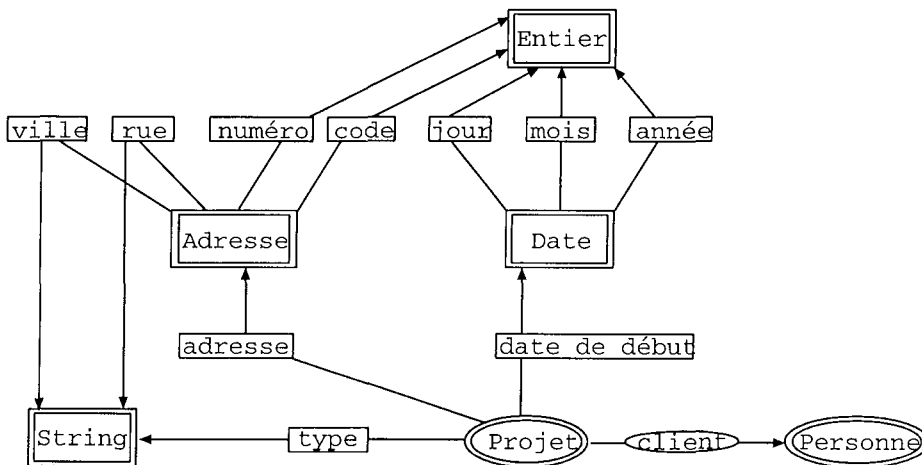 Entier
ville rue numéro code jour mois année
Adresse Date
adresse date de début
String type Projet client Personne